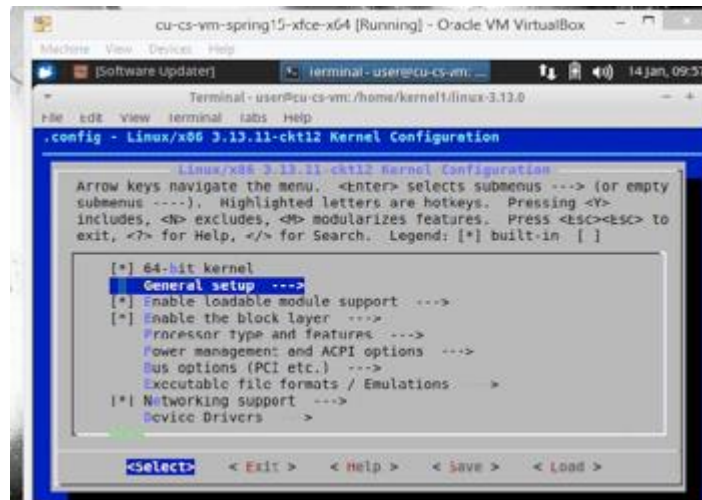 cu-cs-vm-spring15-xfce-x64 [Running] - Oracle VM VirtualBox
Machine View Devices Help
[Software Updater] Terminal - user@cu-cs-vm: ... 14 Jan, 09:57
Terminal - user@cu-cs-vm: /home/kernel1/linux-3.13.0
File Edit View Terminal Tabs Help
.config - Linux/x86 3.13.11-ckt12 Kernel Configuration
Linux/x86 3.13.11-ckt12 Kernel Configuration
Arrow keys navigate the menu. <Enter> selects submenus ---> (or empty
submenus ----). Highlighted letters are hotkeys. Pressing <Y>
includes, <N> excludes, <M> modularizes features. Press <Esc><Esc> to
exit, <?> for Help, </> for Search. Legend: [*] built-in [ ]
[*] 64-bit kernel
General setup --->
[*] Enable loadable module support --->
[*] Enable the block layer --->
Processor type and features --->
Power management and ACPI options --->
Bus options (PCI etc.) --->
Executable file formats / Emulations --->
[*] Networking support --->
Device Drivers --->
<Select> < Exit > < Help > < Save > < Load >